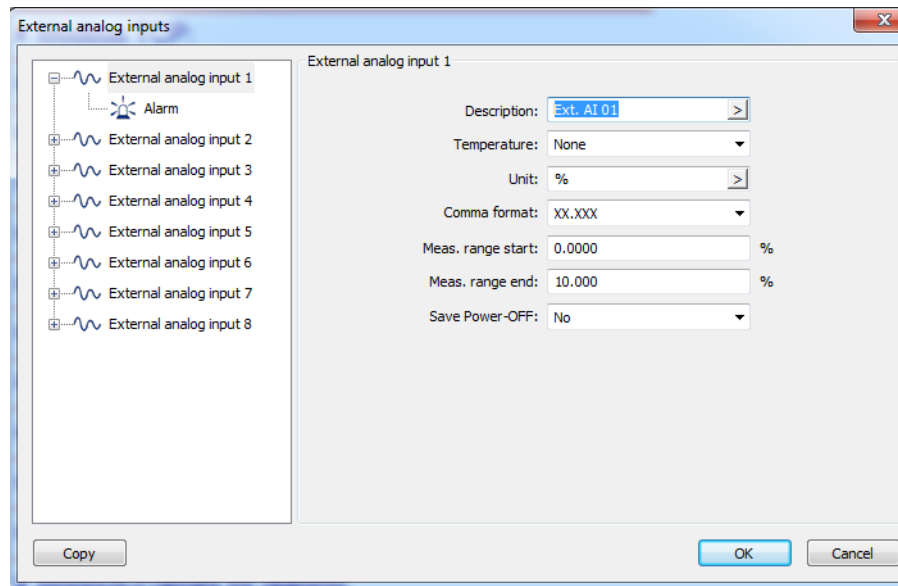 External analog inputs
x
External analog input 1
Alarm
External analog input 2
External analog input 3
External analog input 4
External analog input 5
External analog input 6
External analog input 7
External analog input 8
External analog input 1
Description: Ext. AI 01 >
Temperature: None
Unit: % >
Comma format: XX.XXX
Meas. range start: 0.0000 %
Meas. range end: 10.000 %
Save Power-OFF: No
Copy OK Cancel